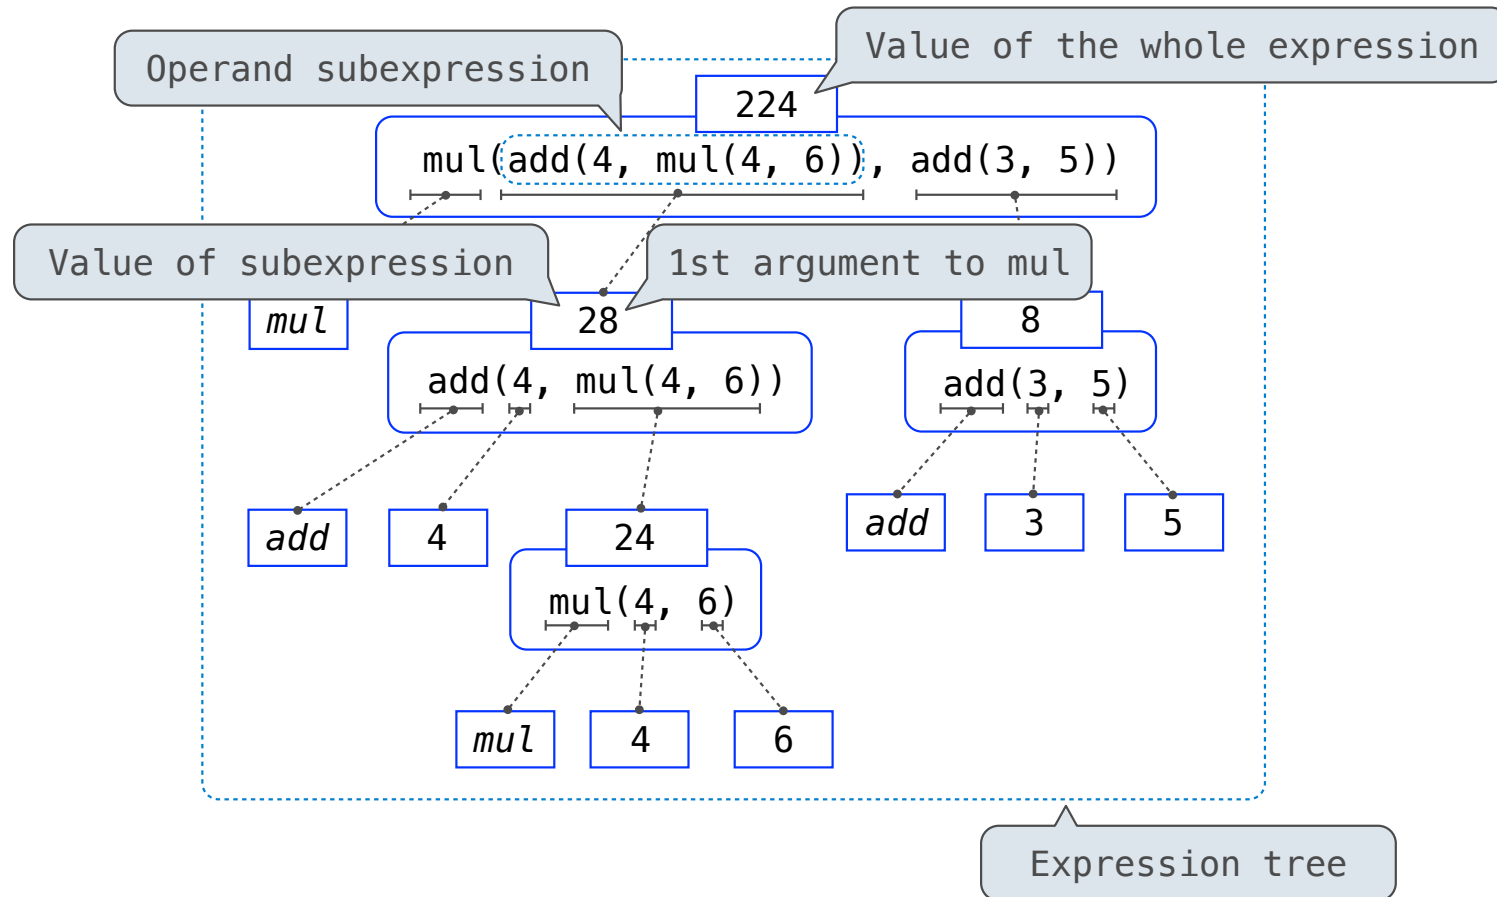 Value of the whole expression
Operand subexpression
224
mul(add(4, mul(4, 6)), add(3, 5))
Value of subexpression
1st argument to mul
mul
28
8
add(4, mul(4, 6))
add(3, 5)
add
4
24
add
3
5
mul(4, 6)
mul
4
6
Expression tree